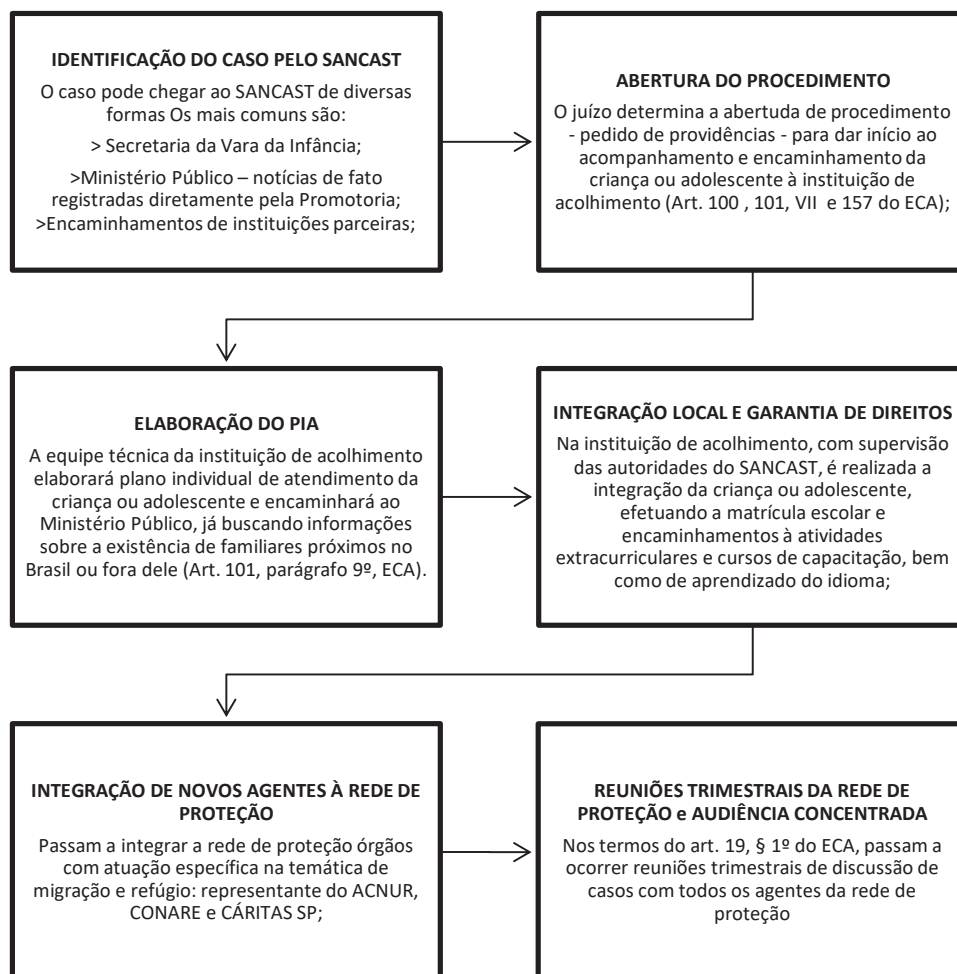 IDENTIFICAÇÃO DO CASO PELO SANCAST
O caso pode chegar ao SANCAST de diversas
formas Os mais comuns são:
> Secretaria da Vara da Infância;
>Ministério Público – notícias de fato
registradas diretamente pela Promotoria;
>Encaminhamentos de instituições parceiras;
ABERTURA DO PROCEDIMENTO
O juízo determina a abertuda de procedimento
- pedido de providências - para dar início ao
acompanhamento e encaminhamento da
criança ou adolescente à instituição de
acolhimento (Art. 100 , 101, VII e 157 do ECA);
ELABORAÇÃO DO PIA
A equipe técnica da instituição de acolhimento
elaborará plano individual de atendimento da
criança ou adolescente e encaminhará ao
Ministério Público, já buscando informações
sobre a existência de familiares próximos no
Brasil ou fora dele (Art. 101, parágrafo 9º, ECA).
INTEGRAÇÃO LOCAL E GARANTIA DE DIREITOS
Na instituição de acolhimento, com supervisão
das autoridades do SANCAST, é realizada a
integração da criança ou adolescente,
efetuando a matrícula escolar e
encaminhamentos à atividades
extracurriculares e cursos de capacitação, bem
como de aprendizado do idioma;
INTEGRAÇÃO DE NOVOS AGENTES À REDE DE
PROTEÇÃO
Passam a integrar a rede de proteção órgãos
com atuação específica na temática de
migração e refúgio: representante do ACNUR,
CONARE e CÁRITAS SP;
REUNIÕES TRIMESTRAIS DA REDE DE
PROTEÇÃO e AUDIÊNCIA CONCENTRADA
Nos termos do art. 19, § 1º do ECA, passam a
ocorrer reuniões trimestrais de discussão de
casos com todos os agentes da rede de
proteção